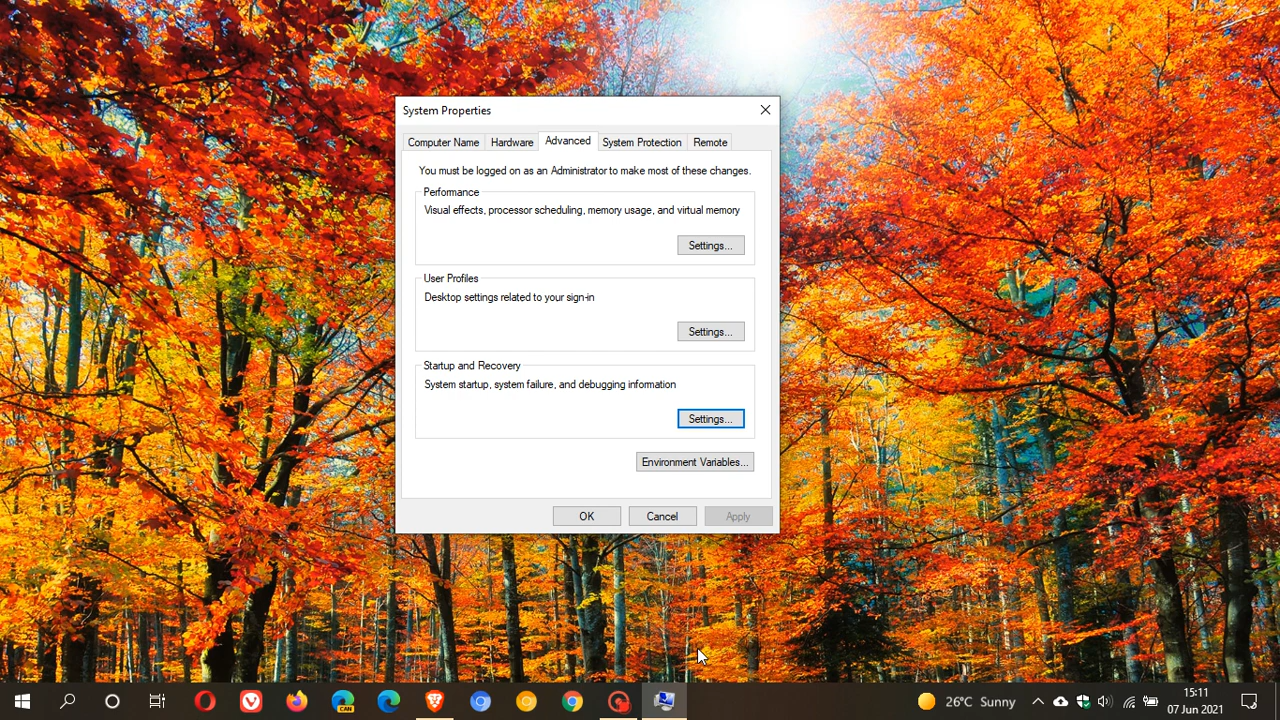 System Properties
Computer Name
Hardware
Advanced
System Protection
Remote
You must be logged on as an Administrator to make most of these changes.
Performance
Visual effects, processor scheduling, memory usage, and virtual memory
Settings...
User Profiles
Desktop settings related to your sign-in
Settings...
Startup and Recovery
System startup, system failure, and debugging information
Settings...
Environment Variables...
OK
Cancel
Apply
CAN
26°C Sunny
15:11
07 Jun 2021